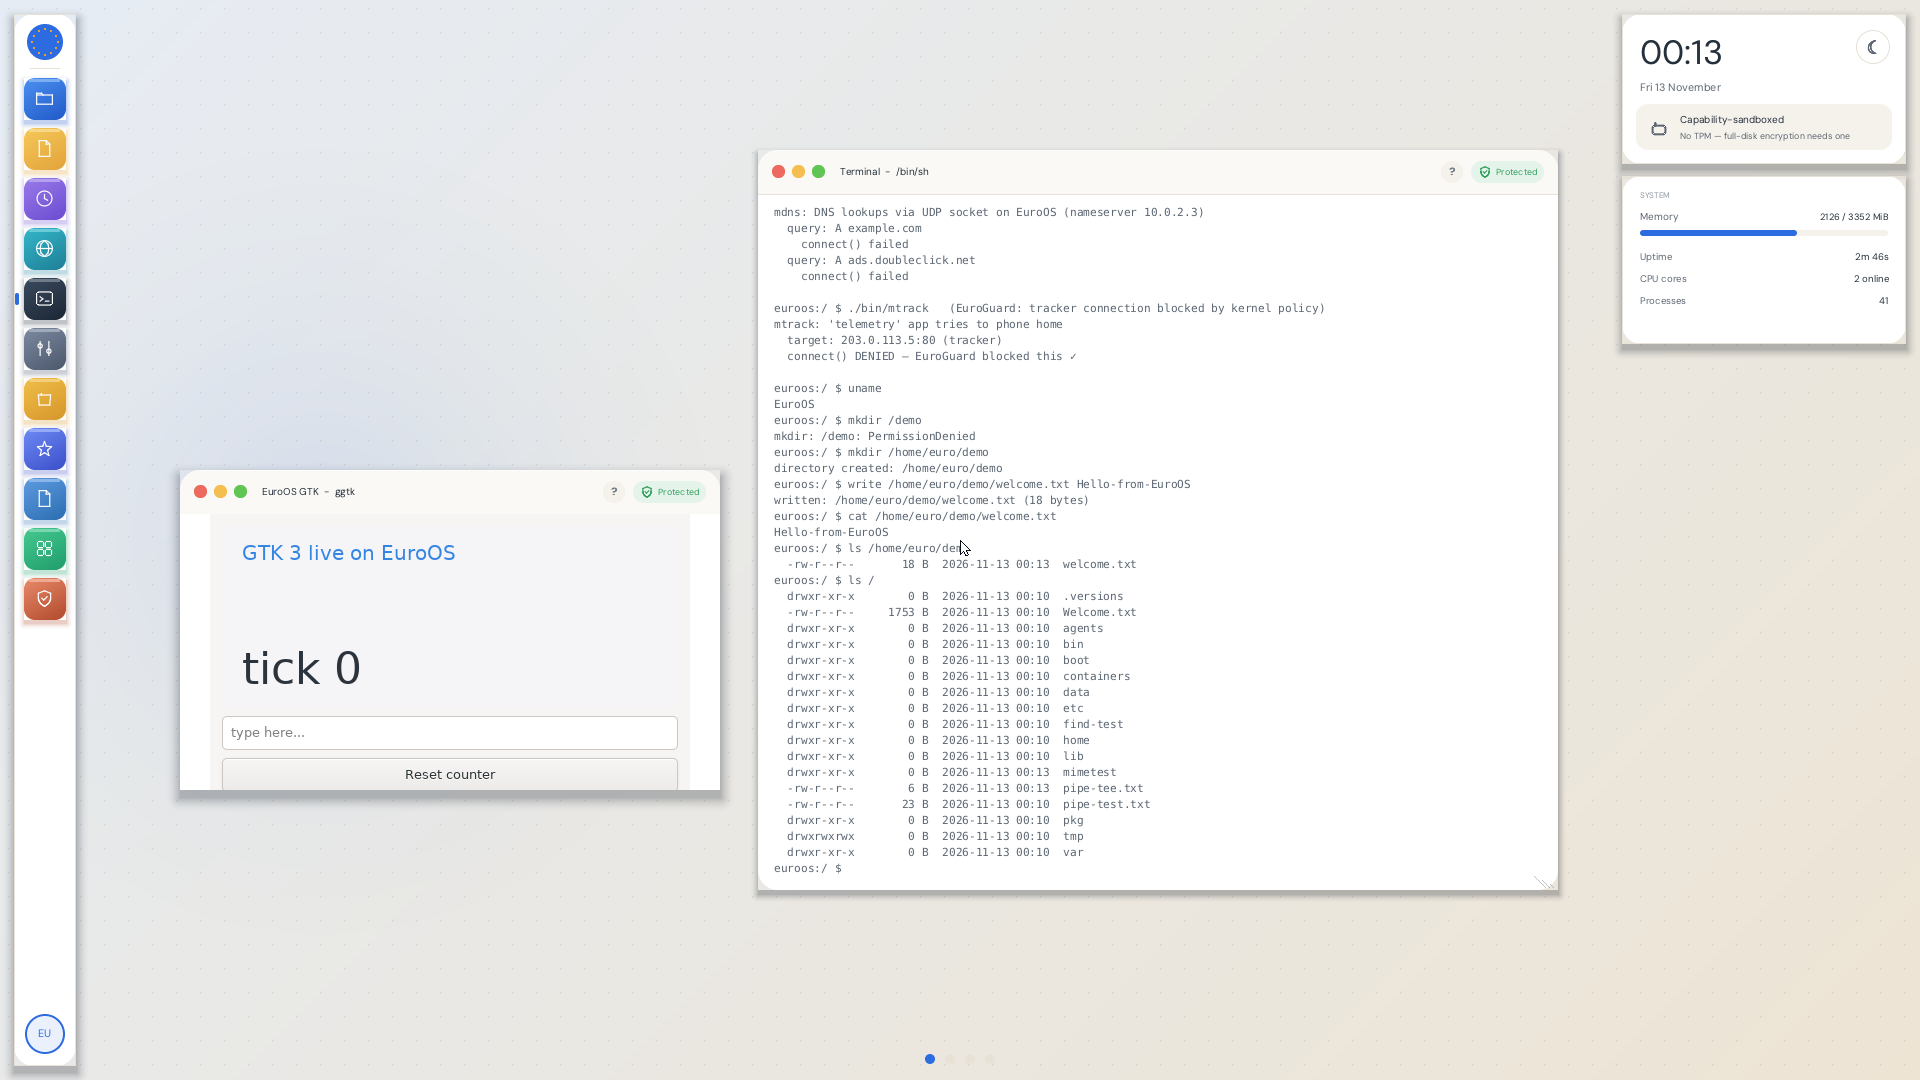 00:13
Fri 13 November
Capability-sandboxed
No TPM — full-disk encryption needs one
SYSTEM
Memory 2126 / 3352 MiB
Uptime 2m 46s
CPU cores 2 online
Processes 41
Terminal - /bin/sh ? Protected
mdns: DNS lookups via UDP socket on EuroOS (nameserver 10.0.2.3)
query: A example.com
connect() failed
query: A ads.doubleclick.net
connect() failed
euroos:/ $ ./bin/mtrack (EuroGuard: tracker connection blocked by kernel policy)
mtrack: 'telemetry' app tries to phone home
target: 203.0.113.5:80 (tracker)
connect() DENIED — EuroGuard blocked this ✓
euroos:/ $ uname
EuroOS
euroos:/ $ mkdir /demo
mkdir: /demo: PermissionDenied
euroos:/ $ mkdir /home/euro/demo
directory created: /home/euro/demo
euroos:/ $ write /home/euro/demo/welcome.txt Hello-from-EuroOS
written: /home/euro/demo/welcome.txt (18 bytes)
euroos:/ $ cat /home/euro/demo/welcome.txt
Hello-from-EuroOS
euroos:/ $ ls /home/euro/demo
-rw-r--r-- 18 B 2026-11-13 00:13 welcome.txt
euroos:/ $ ls /
drwxr-xr-x 0 B 2026-11-13 00:10 .versions
-rw-r--r-- 1753 B 2026-11-13 00:10 Welcome.txt
drwxr-xr-x 0 B 2026-11-13 00:10 agents
drwxr-xr-x 0 B 2026-11-13 00:10 bin
drwxr-xr-x 0 B 2026-11-13 00:10 boot
drwxr-xr-x 0 B 2026-11-13 00:10 containers
drwxr-xr-x 0 B 2026-11-13 00:10 data
drwxr-xr-x 0 B 2026-11-13 00:10 etc
drwxr-xr-x 0 B 2026-11-13 00:10 find-test
drwxr-xr-x 0 B 2026-11-13 00:10 home
drwxr-xr-x 0 B 2026-11-13 00:10 lib
drwxr-xr-x 0 B 2026-11-13 00:13 mimetest
-rw-r--r-- 6 B 2026-11-13 00:13 pipe-tee.txt
-rw-r--r-- 23 B 2026-11-13 00:10 pipe-test.txt
drwxr-xr-x 0 B 2026-11-13 00:10 pkg
drwxrwxrwx 0 B 2026-11-13 00:10 tmp
drwxr-xr-x 0 B 2026-11-13 00:10 var
euroos:/ $
EuroOS GTK - ggtk ? Protected
GTK 3 live on EuroOS
tick 0
type here...
Reset counter
EU